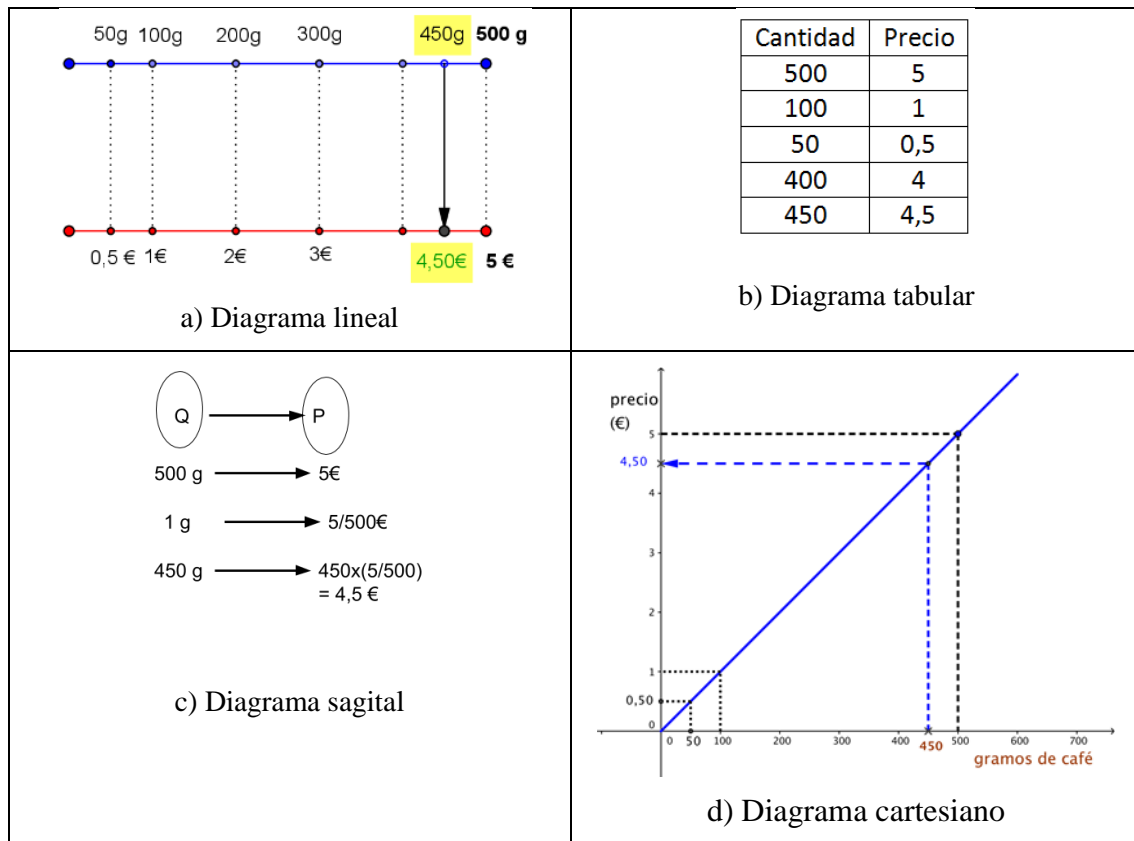 50g 100g 200g 300g 450g 500 g
0,5 € 1€ 2€ 3€ 4,50€ 5 €
a) Diagrama lineal
Cantidad Precio
500 5
100 1
50 0,5
400 4
450 4,5
b) Diagrama tabular
Q P
500 g 5€
1 g 5/500€
450 g 450x(5/500)
= 4,5 €
c) Diagrama sagital
precio
(€)
5
4,50
4
3
2
1
0,50
0
0 50 100 200 300 400 450 500 600 700
gramos de café
d) Diagrama cartesiano